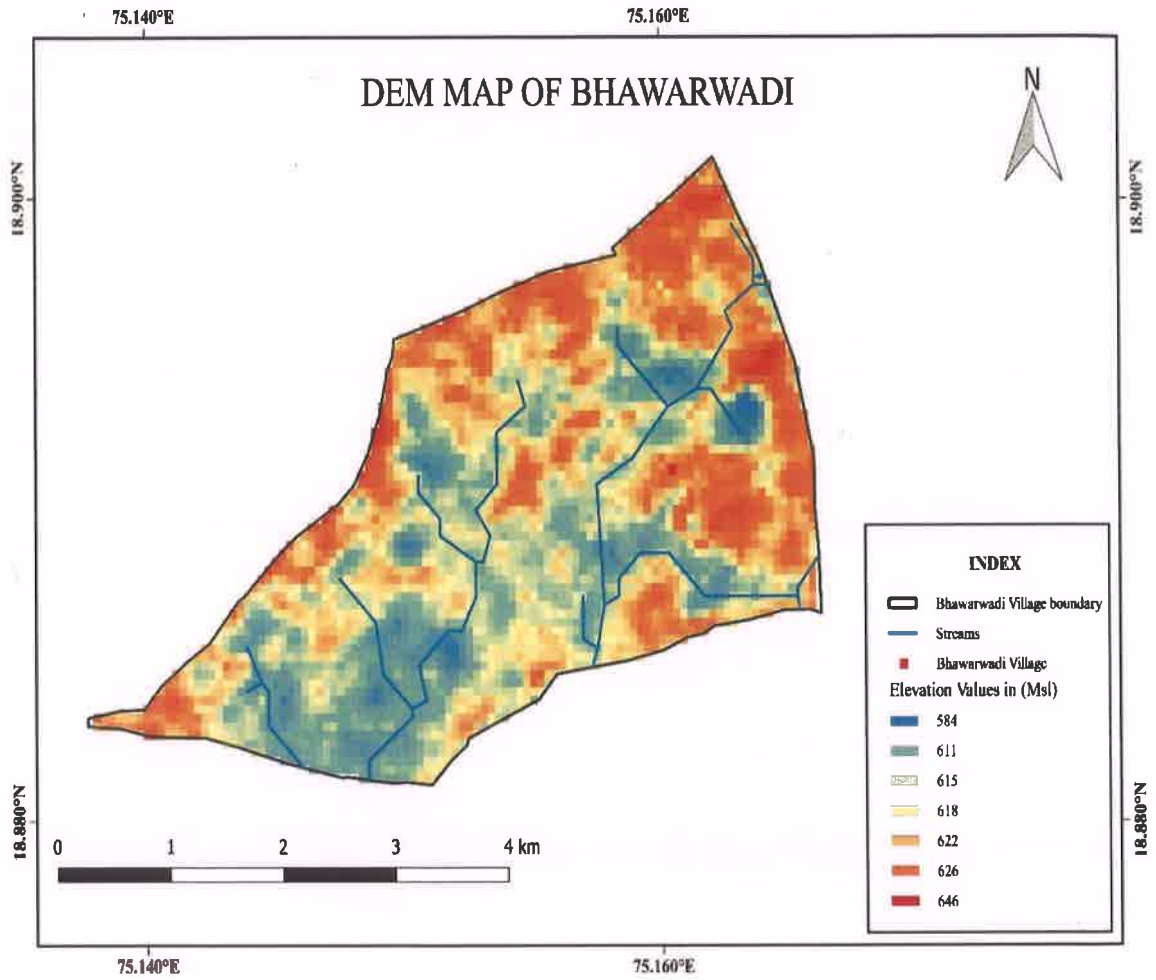 75.140°E 75.160°E
DEM MAP OF BHAWARWADI
N
18.900°N 18.900°N
INDEX
Bhawarwadi Village boundary
Streams
Bhawarwadi Village
Elevation Values in (Msl)
584
611
615
618
622
626
646
18.880°N 18.880°N
0 1 2 3 4 km
75.140°E 75.160°E